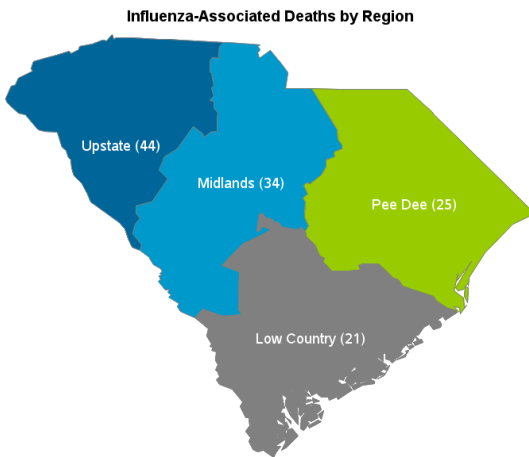 Influenza-Associated Deaths by Region
Upstate (44)
Midlands (34)
Pee Dee (25)
Low Country (21)